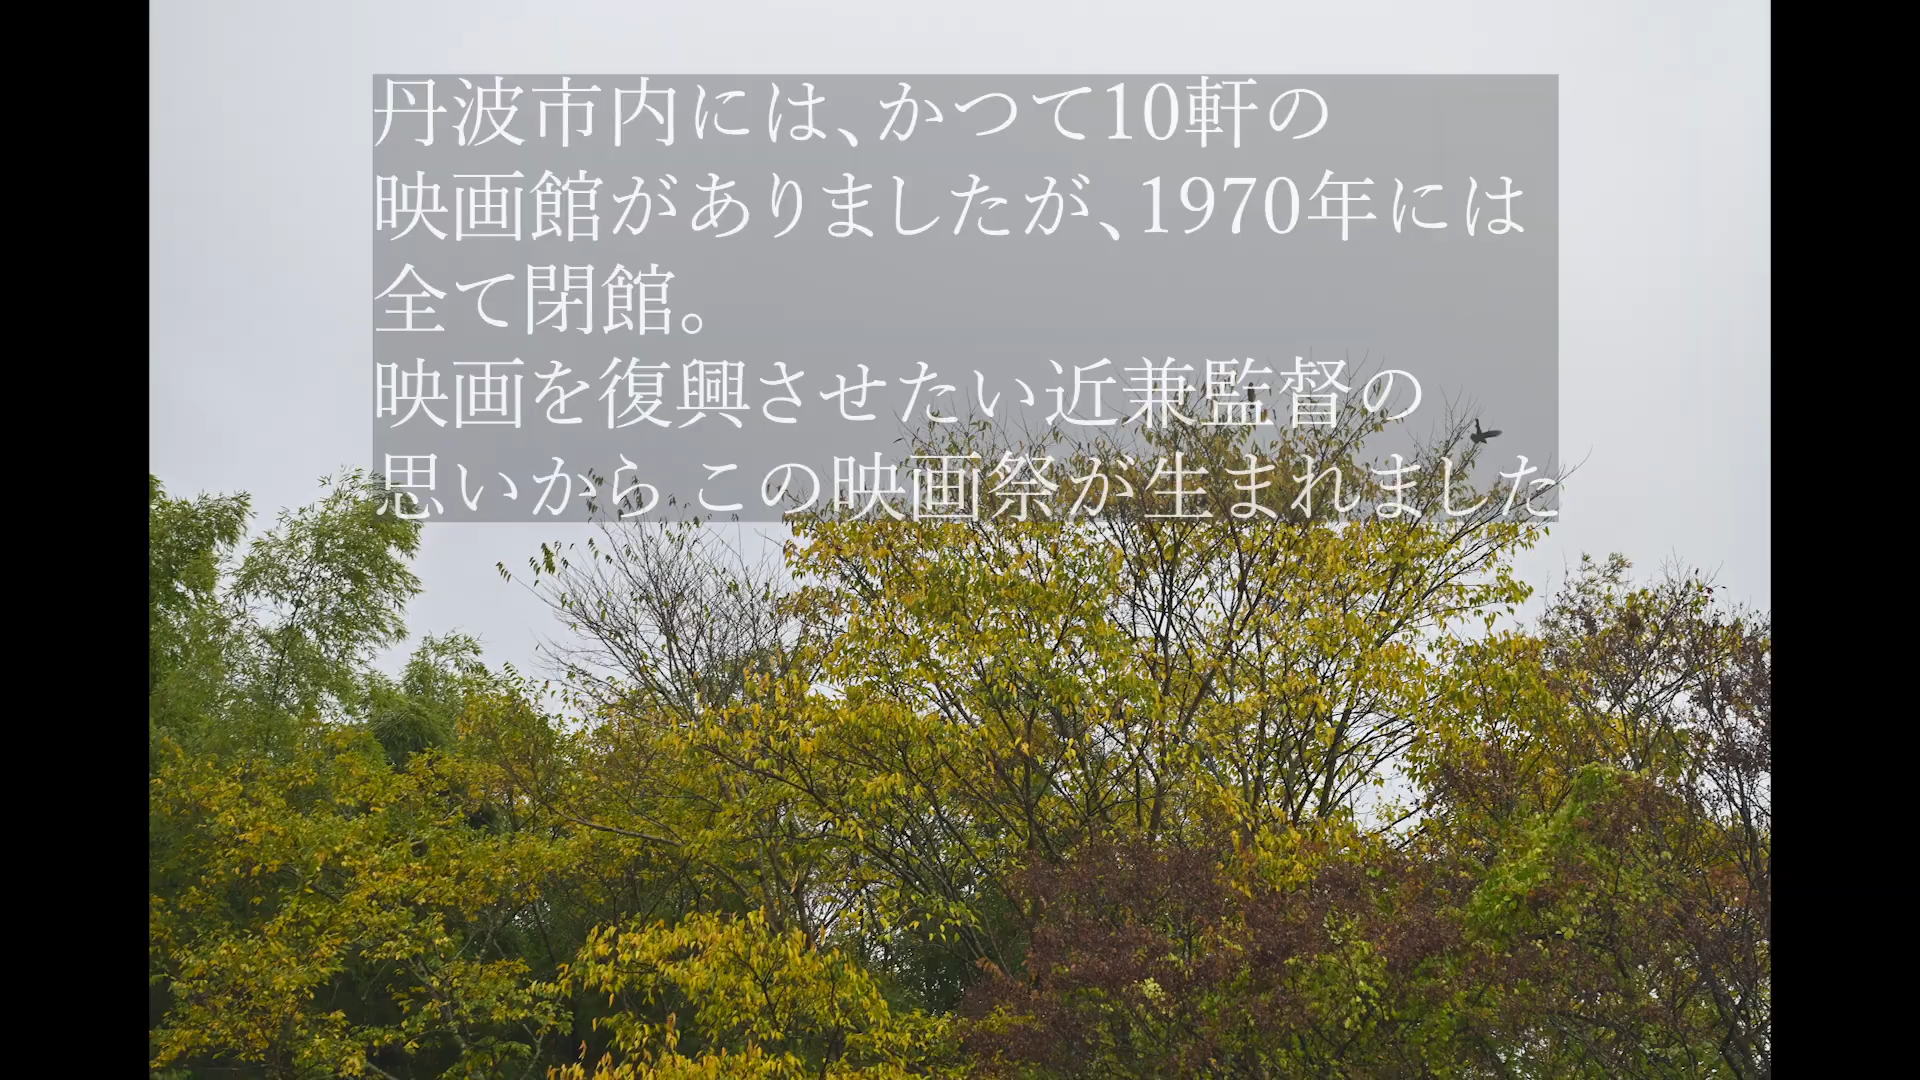 丹波市内には、かつて10軒の
映画館がありましたが、1970年には
全て閉館。
映画を復興させたい近兼監督の
思いから この映画祭が生まれました